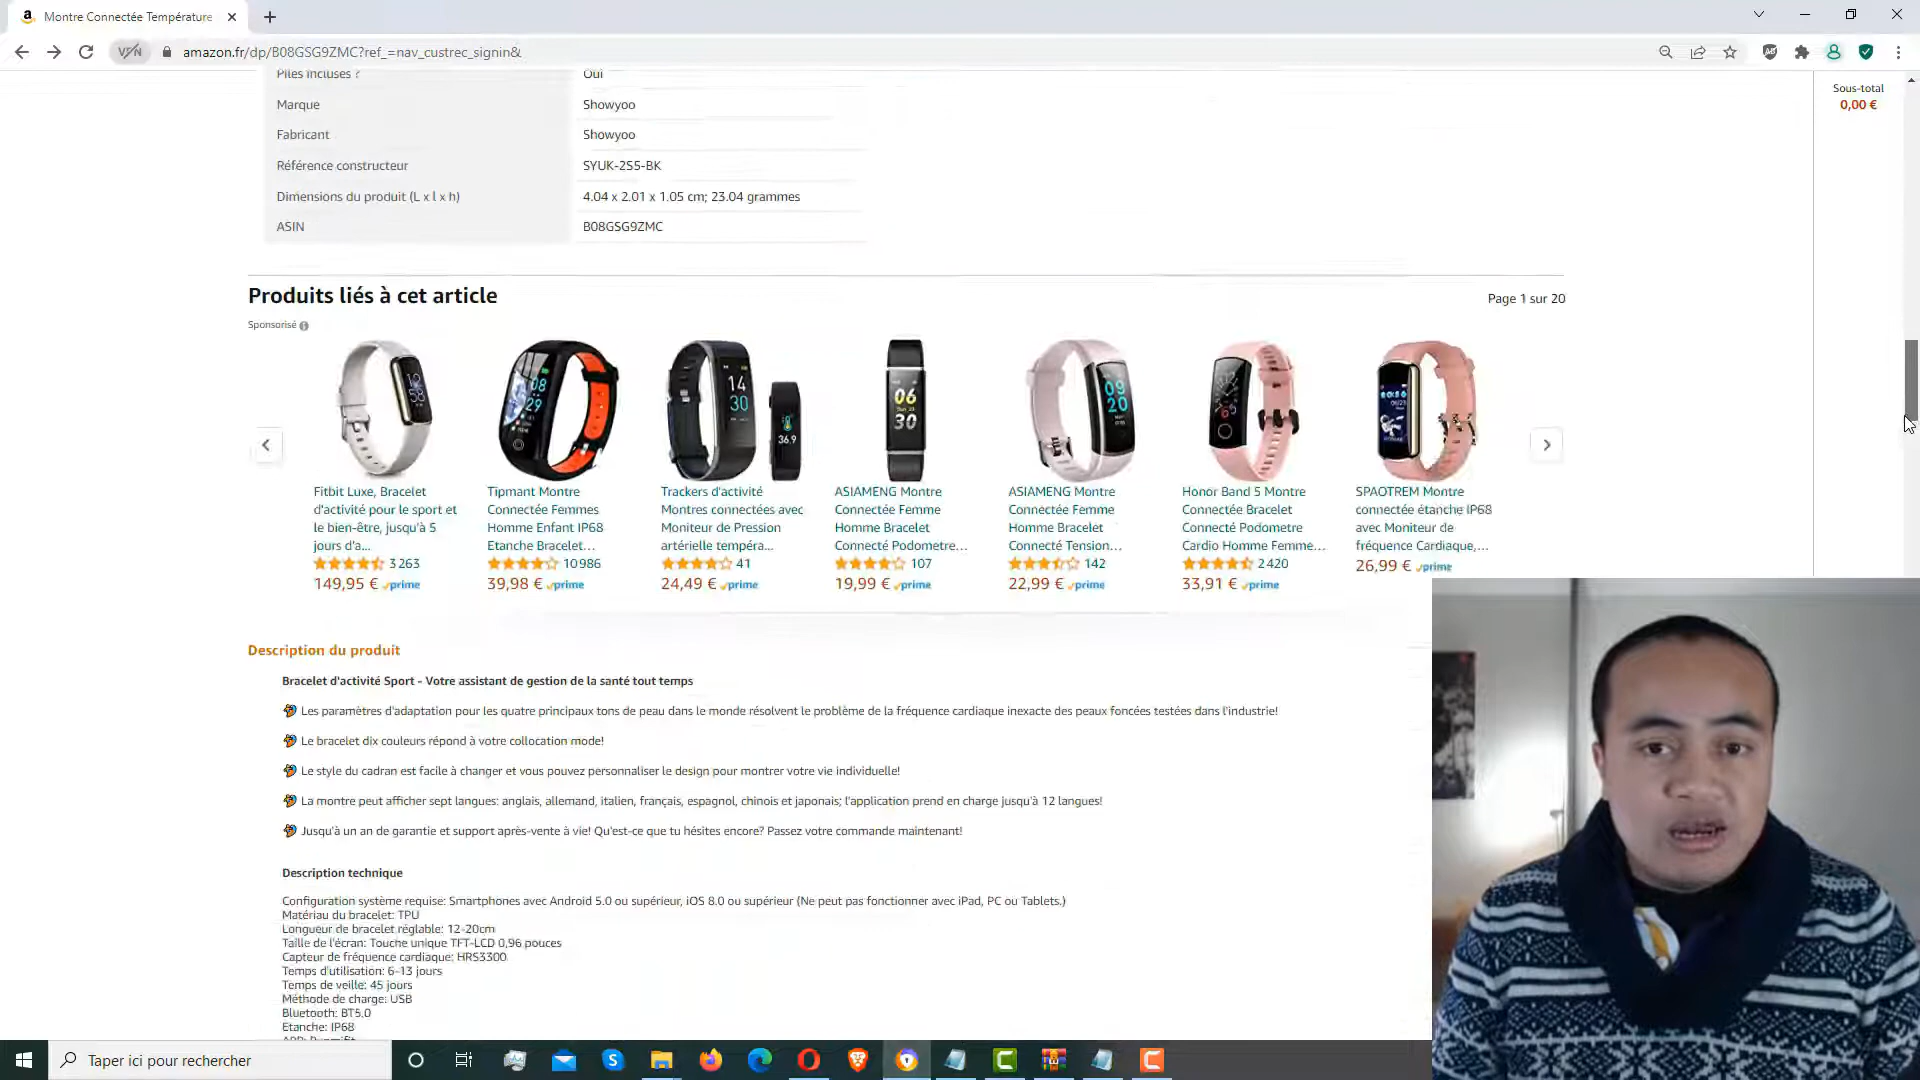 Montre Connectée Température
amazon.fr/dp/B08GSG9ZMC?ref_=nav_custrec_signin&
VPN
Piles incluses ? Oui
Sous-total
0,00 €
Marque Showyoo
Fabricant Showyoo
Référence constructeur SYUK-2S5-BK
Dimensions du produit (L x l x h) 4.04 x 2.01 x 1.05 cm; 23.04 grammes
ASIN B08GSG9ZMC
Produits liés à cet article
Page 1 sur 20
Sponsorisé
Fitbit Luxe, Bracelet
d'activité pour le sport et
le bien-être, jusqu'à 5
jours d'a...
3 263
149,95 € prime
Tipmant Montre
Connectée Femmes
Homme Enfant IP68
Etanche Bracelet...
10 986
39,98 € prime
Trackers d'activité
Montres connectées avec
Moniteur de Pression
artérielle tempéra...
41
24,49 € prime
ASIAMENG Montre
Connectée Femme
Homme Bracelet
Connecté Podometre...
107
19,99 € prime
ASIAMENG Montre
Connectée Femme
Homme Bracelet
Connecté Tension...
142
22,99 € prime
Honor Band 5 Montre
Connectée Bracelet
Connecté Podometre
Cardio Homme Femme...
2 420
33,91 € prime
SPAOTREM Montre
connectée étanche IP68
avec Moniteur de
fréquence Cardiaque,...
26,99 € prime
Description du produit
Bracelet d'activité Sport - Votre assistant de gestion de la santé tout temps
Les paramètres d'adaptation pour les quatre principaux tons de peau dans le monde résolvent le problème de la fréquence cardiaque inexacte des peaux foncées testées dans l'industrie!
Le bracelet dix couleurs répond à votre collocation mode!
Le style du cadran est facile à changer et vous pouvez personnaliser le design pour montrer votre vie individuelle!
La montre peut afficher sept langues: anglais, allemand, italien, français, espagnol, chinois et japonais; l'application prend en charge jusqu'à 12 langues!
Jusqu'à un an de garantie et support après-vente à vie! Qu'est-ce que tu hésites encore? Passez votre commande maintenant!
Description technique
Configuration système requise: Smartphones avec Android 5.0 ou supérieur, iOS 8.0 ou supérieur (Ne peut pas fonctionner avec iPad, PC ou Tablets.)
Matériau du bracelet: TPU
Longueur de bracelet réglable: 12-20cm
Taille de l'écran: Touche unique TFT-LCD 0,96 pouces
Capteur de fréquence cardiaque: HRS3300
Temps d'utilisation: 6-13 jours
Temps de veille: 45 jours
Méthode de charge: USB
Bluetooth: BT5.0
Etanche: IP68
Taper ici pour rechercher